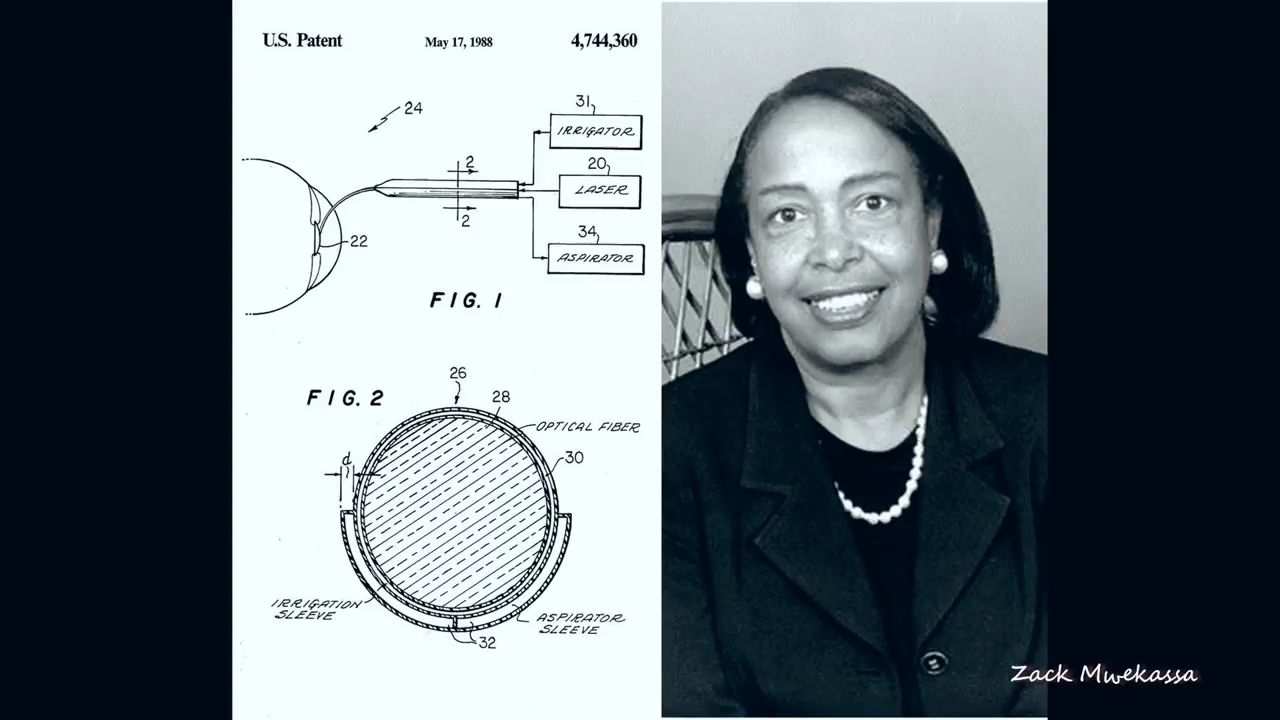 U.S. Patent May 17, 1988 4,744,360
24
31
IRRIGATOR
2
20
LASER
2
34
22
ASPIRATOR
FIG. 1
26
FIG. 2
28
OPTICAL FIBER
d
30
IRRIGATION
SLEEVE
ASPIRATOR
SLEEVE
32
Zack Mwekassa